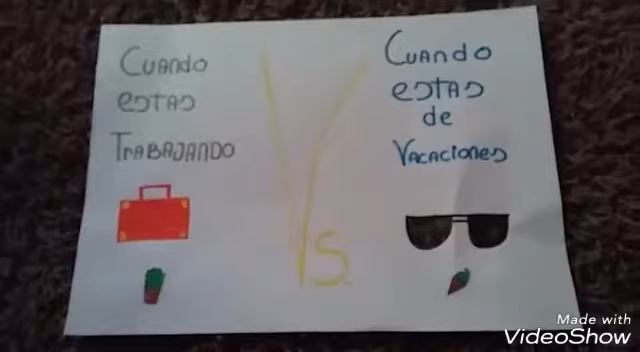 Cuando
estas
Trabajando
Vs.
Cuando
estas
de
Vacaciones
Made with
VideoShow